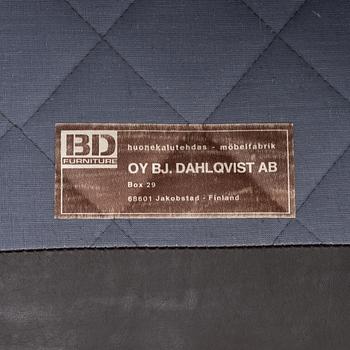 BD
FURNITURE
huonekalutehdas - möbelfabrik
OY BJ. DAHLQVIST AB
Box 29
68601 Jakobstad - Finland